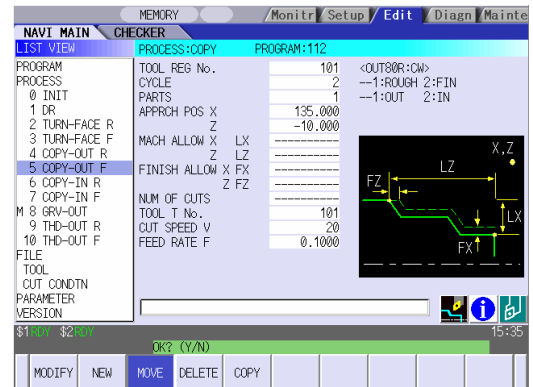 MEMORY Monitr Setup Edit Diagn Mainte
NAVI MAIN CHECKER
LIST VIEW PROCESS:COPY PROGRAM:112
PROGRAM TOOL REG No. 101 <OUT80R:CW>
PROCESS CYCLE 2 --1:ROUGH 2:FIN
0 INIT PARTS 1 --1:OUT 2:IN
1 DR APPRCH POS X 135.000
2 TURN-FACE R Z -10.000
3 TURN-FACE F MACH ALLOW X LX ----------
4 COPY-OUT R Z LZ ----------
5 COPY-OUT F FINISH ALLOW X FX ----------
6 COPY-IN R Z FZ ----------
7 COPY-IN F NUM OF CUTS ----------
M 8 GRV-OUT TOOL T No. 101
9 THD-OUT R CUT SPEED V 20
10 THD-OUT F FEED RATE F 0.1000
FILE
TOOL
CUT CONDTN
PARAMETER
VERSION
X,Z
LZ
FZ
LX
FX
$1 RDY $2 RDY 15:35
OK? (Y/N)
MODIFY NEW MOVE DELETE COPY